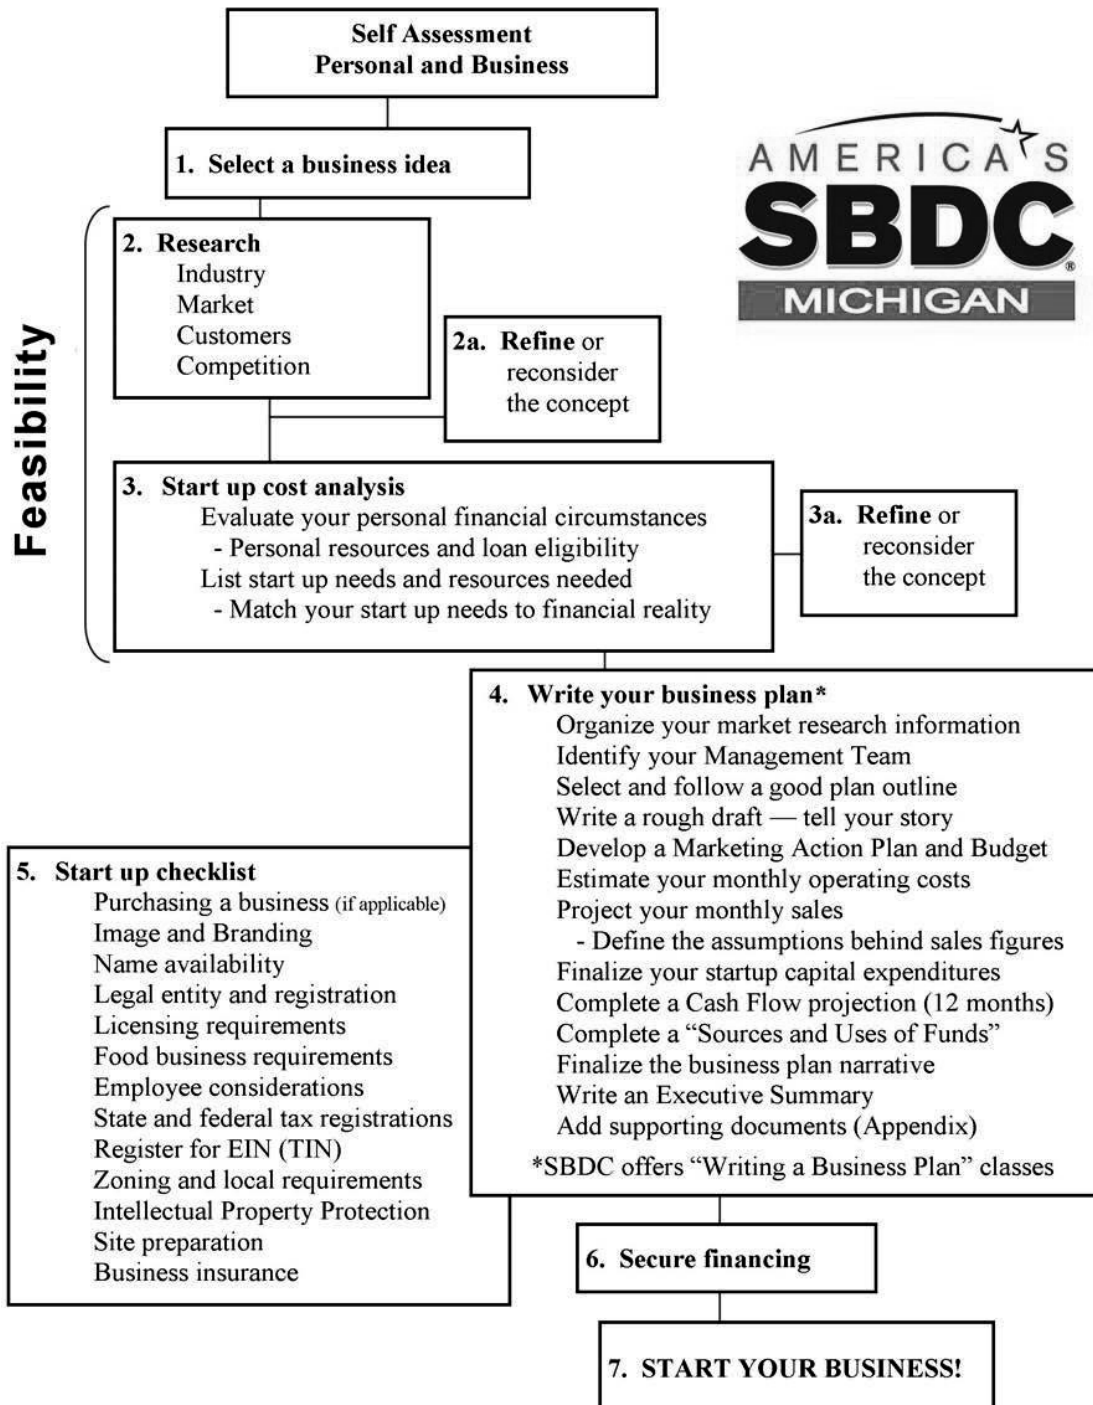 Self Assessment
Personal and Business
1. Select a business idea
AMERICA'S
SBDC®
MICHIGAN
Feasibility
2. Research
Industry
Market
Customers
Competition
2a. Refine or
reconsider
the concept
3. Start up cost analysis
Evaluate your personal financial circumstances
- Personal resources and loan eligibility
List start up needs and resources needed
- Match your start up needs to financial reality
3a. Refine or
reconsider
the concept
4. Write your business plan*
Organize your market research information
Identify your Management Team
Select and follow a good plan outline
Write a rough draft — tell your story
Develop a Marketing Action Plan and Budget
Estimate your monthly operating costs
Project your monthly sales
- Define the assumptions behind sales figures
Finalize your startup capital expenditures
Complete a Cash Flow projection (12 months)
Complete a “Sources and Uses of Funds”
Finalize the business plan narrative
Write an Executive Summary
Add supporting documents (Appendix)
*SBDC offers “Writing a Business Plan” classes
5. Start up checklist
Purchasing a business (if applicable)
Image and Branding
Name availability
Legal entity and registration
Licensing requirements
Food business requirements
Employee considerations
State and federal tax registrations
Register for EIN (TIN)
Zoning and local requirements
Intellectual Property Protection
Site preparation
Business insurance
6. Secure financing
7. START YOUR BUSINESS!